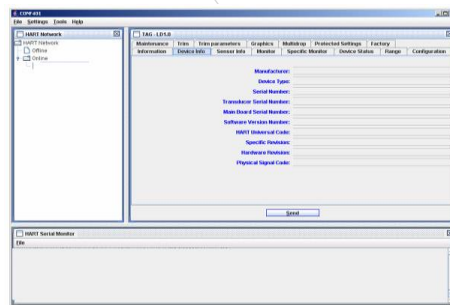 CONF401
File Settings Tools Help
HART Network
HART Network
Offline
Online
TAG - LD1.0
Maintenance Trim Trim parameters Graphics Multidrop Protected Settings Factory
Information Device Info Sensor Info Monitor Specific Monitor Device Status Range Configuration
Manufacturer:
Device Type:
Serial Number:
Transducer Serial Number:
Main Board Serial Number:
Software Version Number:
HART Universal Code:
Specific Revision:
Hardware Revision:
Physical Signal Code:
Send
HART Serial Monitor
File